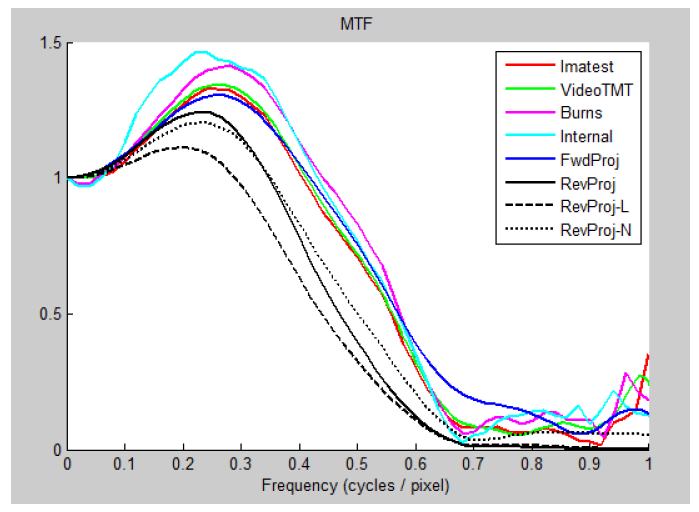 MTF
1.5
1
0.5
0
0 0.1 0.2 0.3 0.4 0.5 0.6 0.7 0.8 0.9 1
Frequency (cycles / pixel)
Imatest
VideoTMT
Burns
Internal
FwdProj
RevProj
RevProj-L
RevProj-N